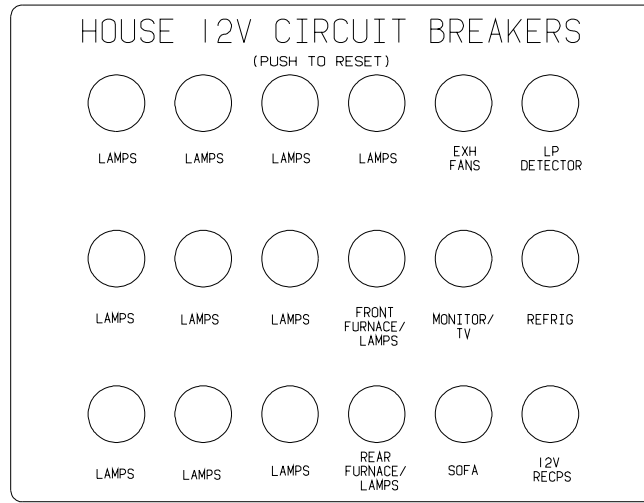 HOUSE 12V CIRCUIT BREAKERS
(PUSH TO RESET)
LAMPS LAMPS LAMPS LAMPS EXH FANS LP DETECTOR
LAMPS LAMPS LAMPS FRONT FURNACE/ LAMPS MONITOR/ TV REFRIG
LAMPS LAMPS LAMPS REAR FURNACE/ LAMPS SOFA 12V RECPS